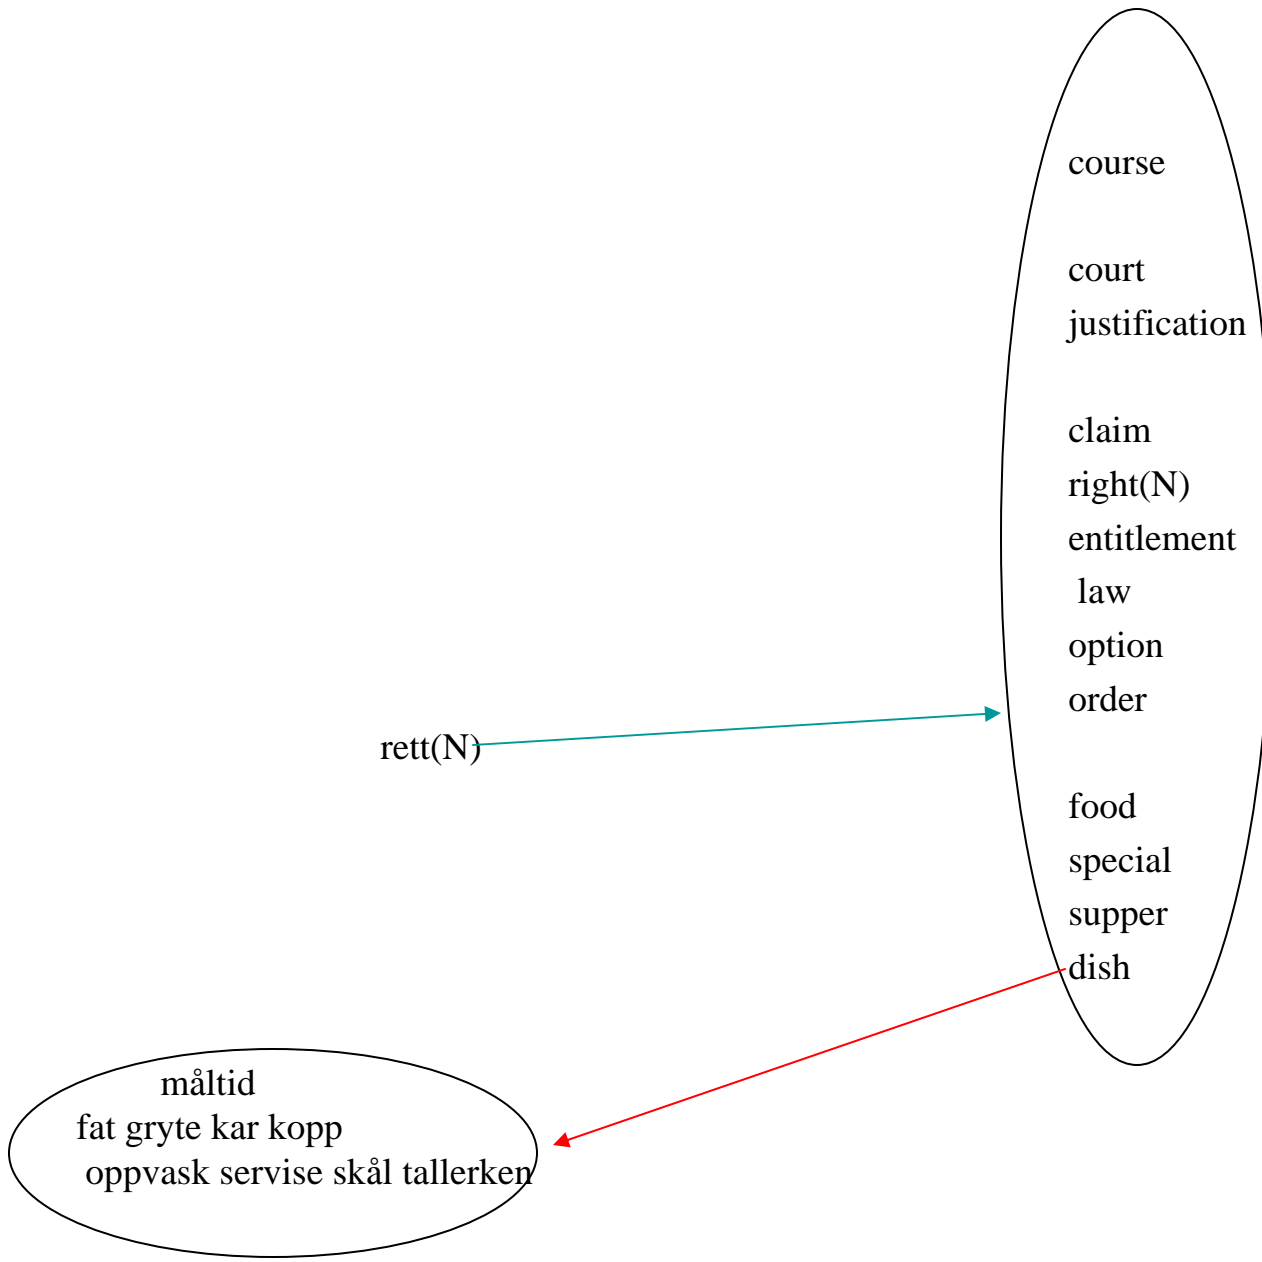 course
court
justification
claim
right(N)
entitlement
law
option
order
rett(N)
food
special
supper
dish
måltid
fat gryte kar kopp
oppvask servise skål tallerken